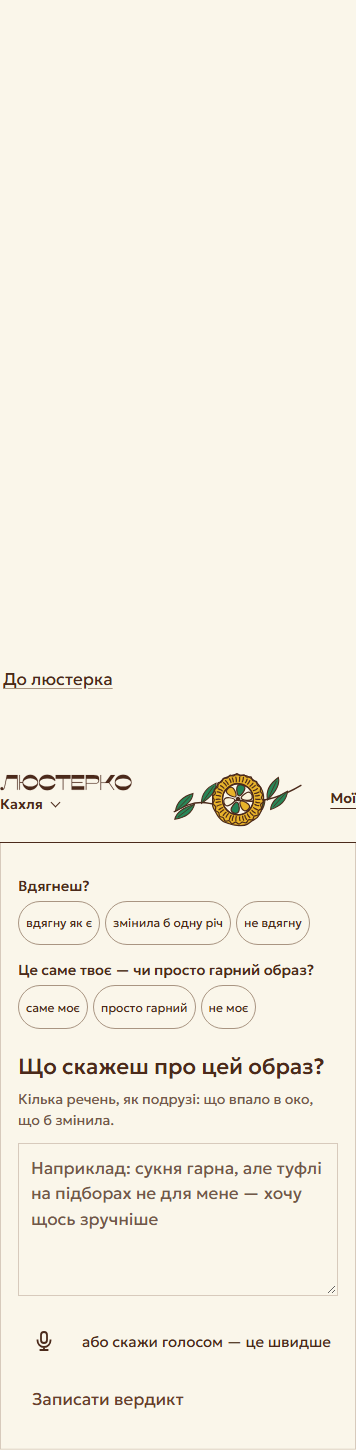 До люстерка
ЛЮСТЕРКО
Кахля
Мої
Вдягнеш?
вдягну як є
змінила б одну річ
не вдягну
Це саме твоє — чи просто гарний образ?
саме моє
просто гарний
не моє
Що скажеш про цей образ?
Кілька речень, як подрузі: що впало в око,
що б змінила.
Наприклад: сукня гарна, але туфлі
на підборах не для мене — хочу
щось зручніше
або скажи голосом — це швидше
Записати вердикт